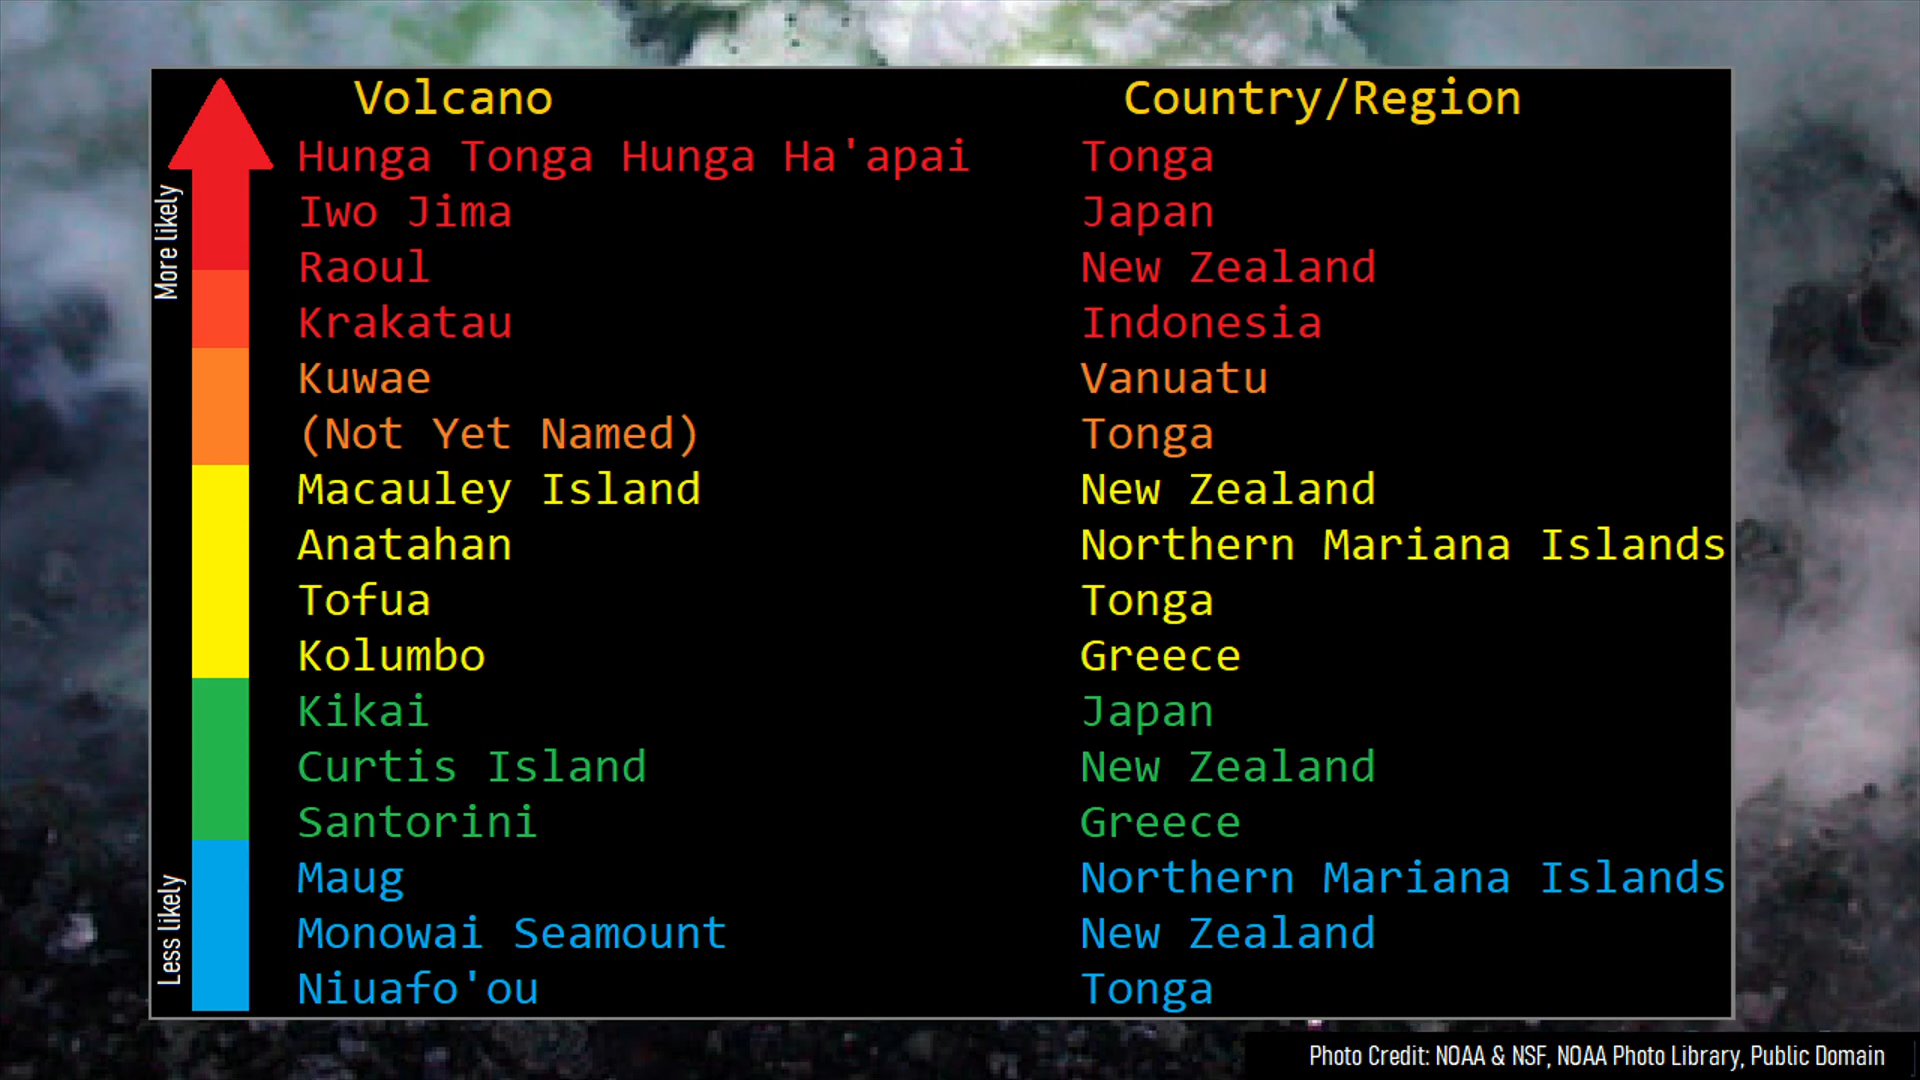 Volcano Country/Region
More likely
Hunga Tonga Hunga Ha'apai Tonga
Iwo Jima Japan
Raoul New Zealand
Krakatau Indonesia
Kuwae Vanuatu
(Not Yet Named) Tonga
Macauley Island New Zealand
Anatahan Northern Mariana Islands
Tofua Tonga
Kolumbo Greece
Kikai Japan
Curtis Island New Zealand
Santorini Greece
Less likely
Maug Northern Mariana Islands
Monowai Seamount New Zealand
Niuafo'ou Tonga
Photo Credit: NOAA & NSF, NOAA Photo Library, Public Domain